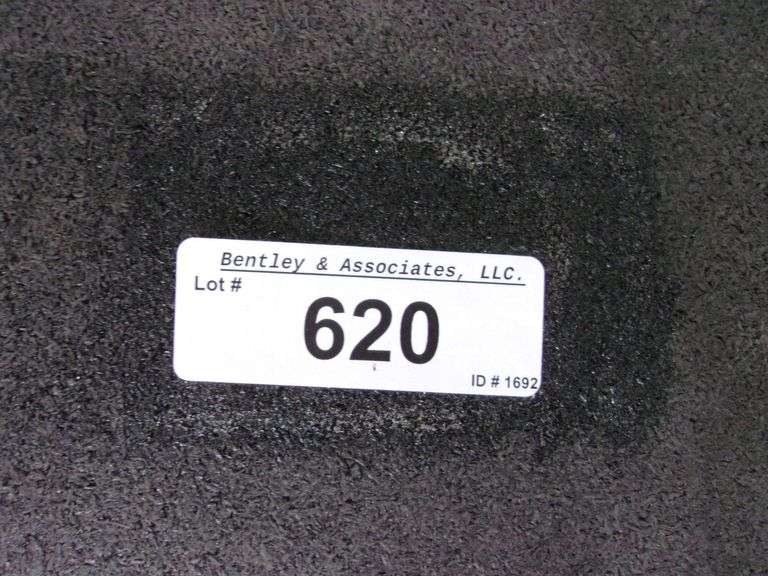 Bentley & Associates, LLC.
Lot #
620
ID # 1692